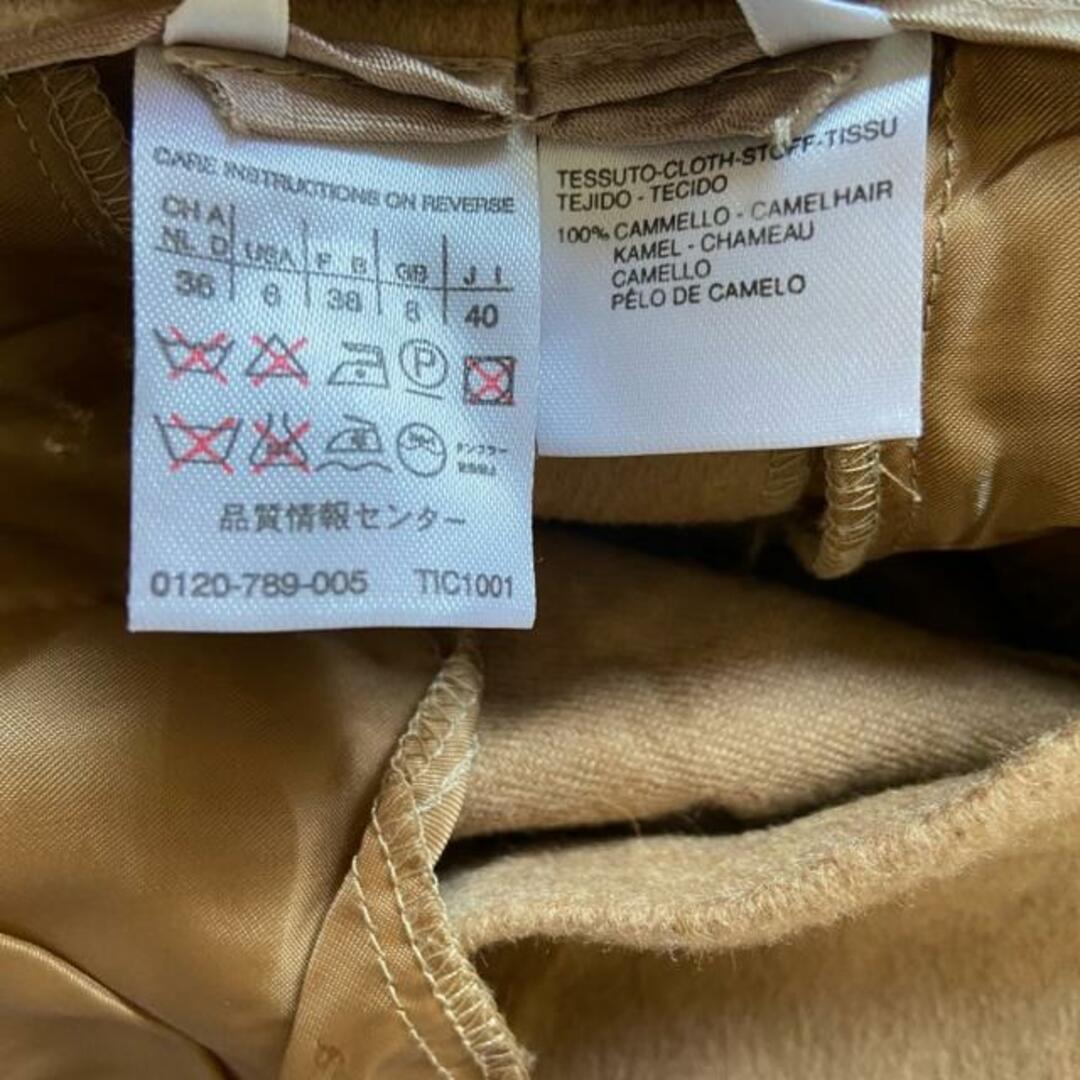 CARE INSTRUCTIONS ON REVERSE
CH A
NL D USA F B GB J I
36 6 38 8 40
P
品質情報センター
0120-789-005 TIC1001
TESSUTO-CLOTH-STOFF-TISSU
TEJIDO - TECIDO
100% CAMMELLO - CAMELHAIR
KAMEL - CHAMEAU
CAMELLO
PÊLO DE CAMELO